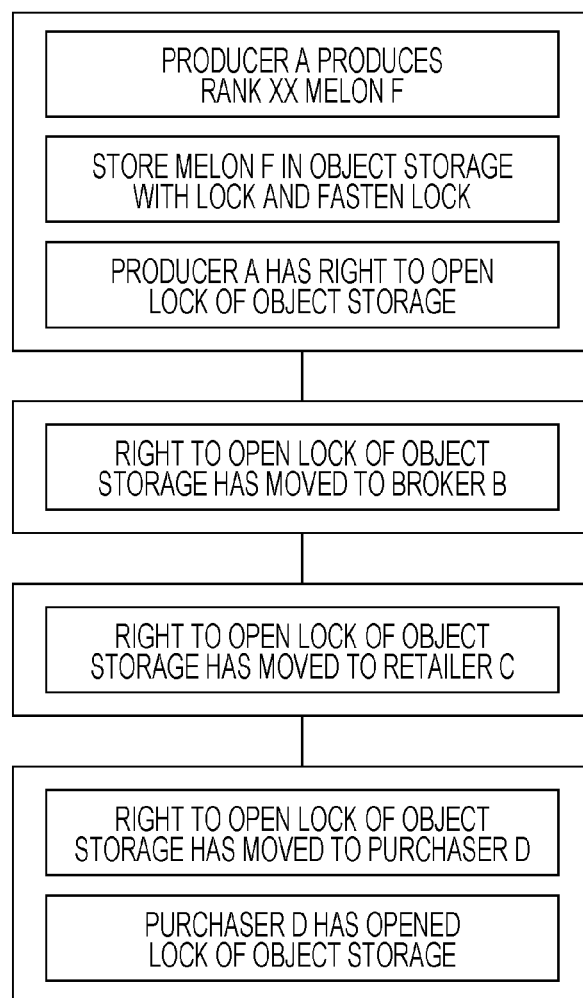 PRODUCER A PRODUCES
RANK XX MELON F
STORE MELON F IN OBJECT STORAGE
WITH LOCK AND FASTEN LOCK
PRODUCER A HAS RIGHT TO OPEN
LOCK OF OBJECT STORAGE
RIGHT TO OPEN LOCK OF OBJECT
STORAGE HAS MOVED TO BROKER B
RIGHT TO OPEN LOCK OF OBJECT
STORAGE HAS MOVED TO RETAILER C
RIGHT TO OPEN LOCK OF OBJECT
STORAGE HAS MOVED TO PURCHASER D
PURCHASER D HAS OPENED
LOCK OF OBJECT STORAGE